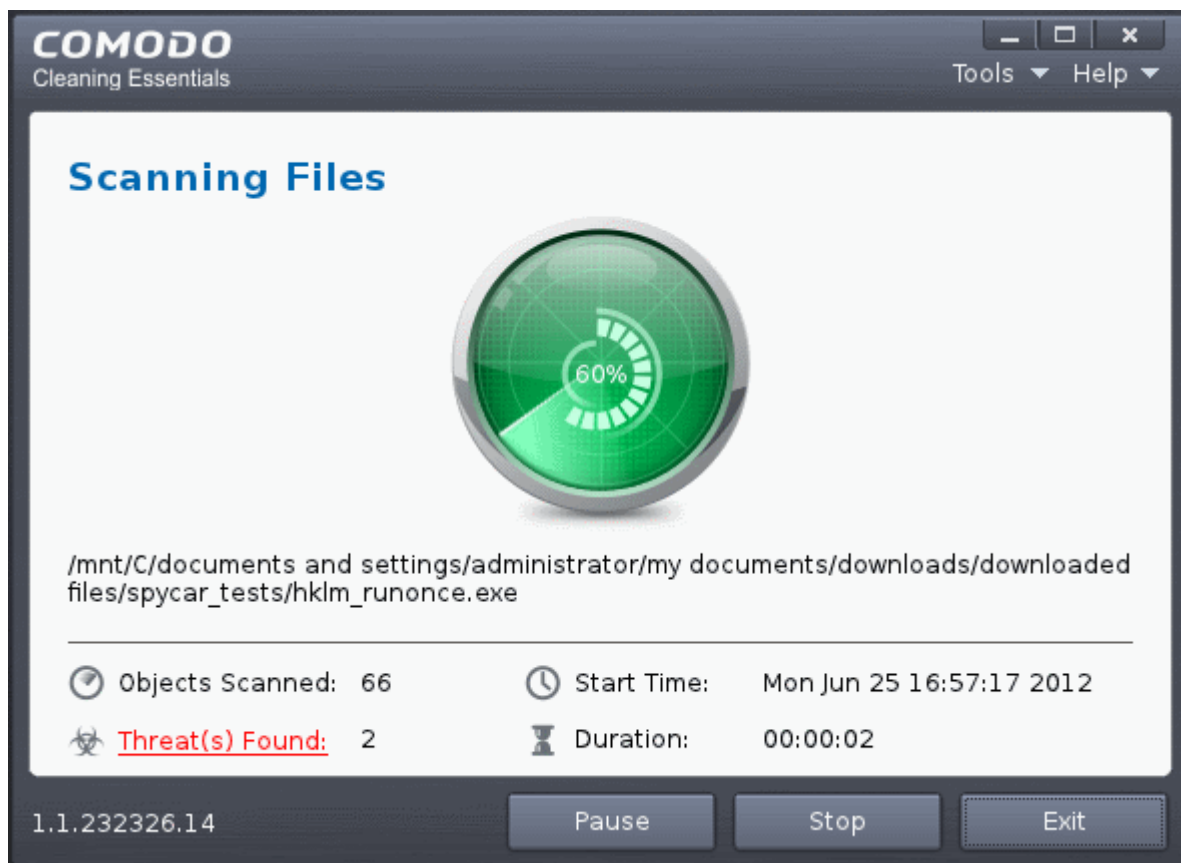 COMODO
Cleaning Essentials
Tools Help
Scanning Files
60%
/mnt/C/documents and settings/administrator/my documents/downloads/downloaded
files/spycar_tests/hklm_runonce.exe
Objects Scanned: 66 Start Time: Mon Jun 25 16:57:17 2012
Threat(s) Found: 2 Duration: 00:00:02
1.1.232326.14 Pause Stop Exit